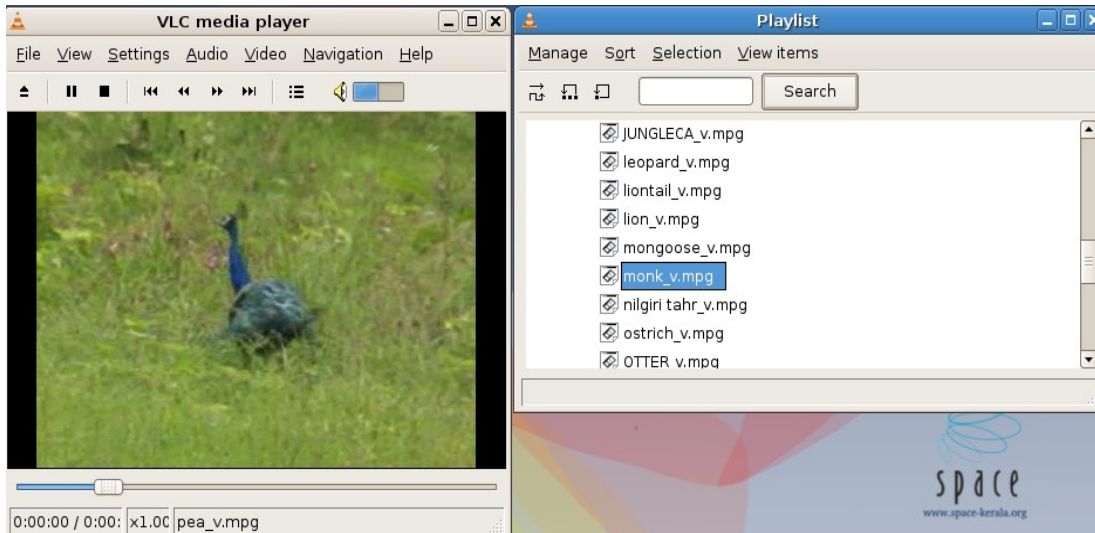 VLC media player
File View Settings Audio Video Navigation Help
0:00:00 / 0:00: x1.00 pea_v.mpg
Playlist
Manage Sort Selection View items
Search
JUNGLECA_v.mpg
leopard_v.mpg
liontail_v.mpg
lion_v.mpg
mongoose_v.mpg
monk_v.mpg
nilgiri tahr_v.mpg
ostrich_v.mpg
OTTER_v.mpg
space
www.space-kerala.org